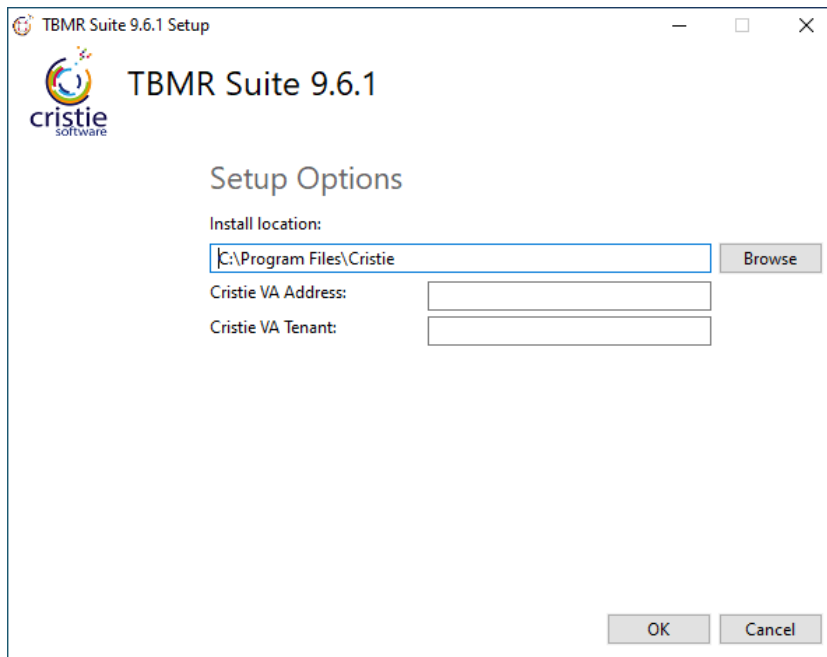 TBMR Suite 9.6.1 Setup
cristie
software
TBMR Suite 9.6.1
Setup Options
Install location:
C:\Program Files\Cristie
Browse
Cristie VA Address:
Cristie VA Tenant:
OK
Cancel